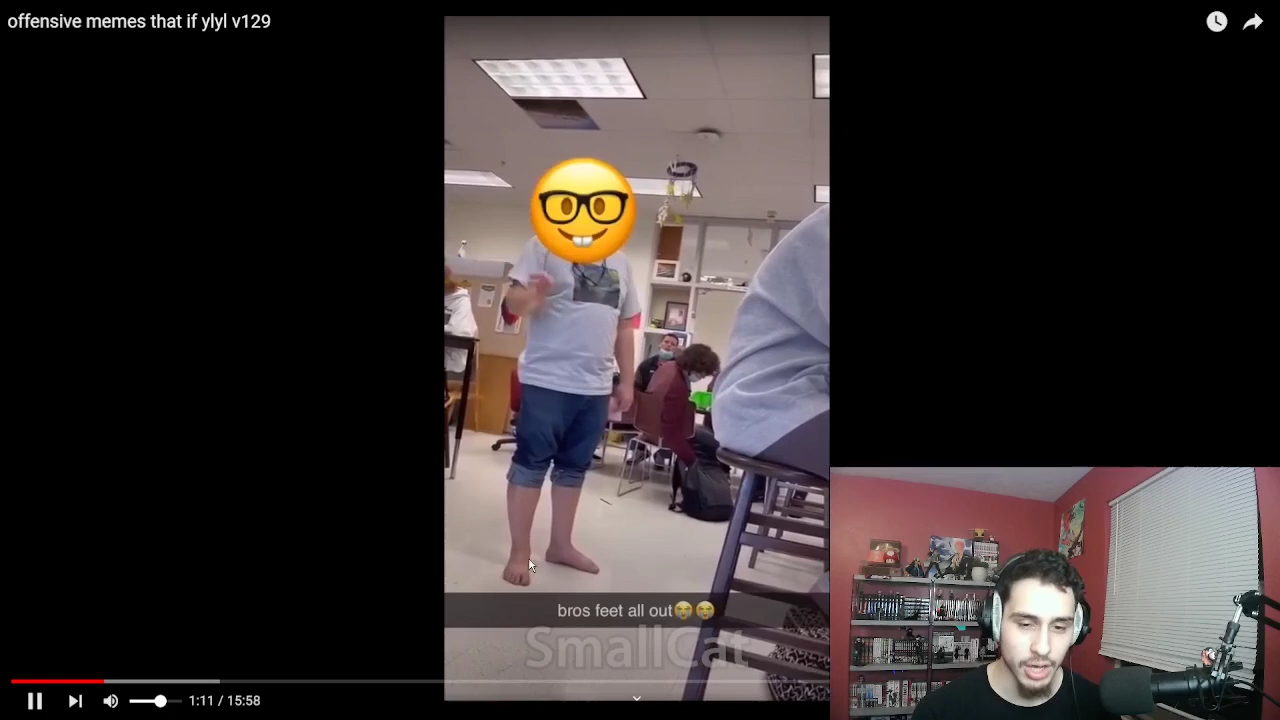 offensive memes that if ylyl v129
bros feet all out😭😭
SmallCat
1:11 / 15:58